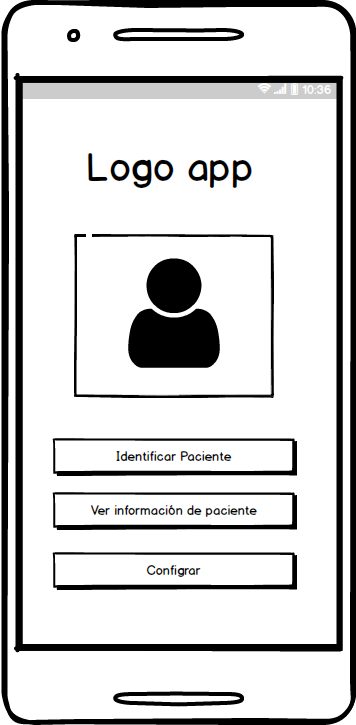 10:36
Logo app
Identificar Paciente
Ver información de paciente
Configrar